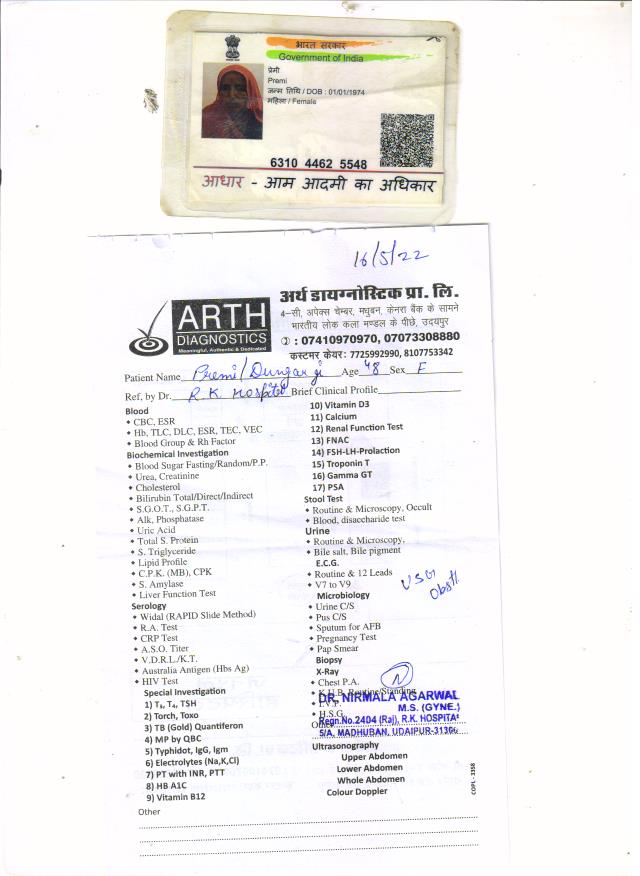 भारत सरकार
Government of India
प्रेमी
Premi
जन्म तिथि / DOB : 01/01/1974
महिला / Female
6310 4462 5548
आधार - आम आदमी का अधिकार
16/5/22
ARTH
DIAGNOSTICS
Meaningful, Authentic & Dedicated
अर्थ डायग्नोस्टिक प्रा. लि.
4-सी, अपेक्स चेम्बर, मधुबन, केनरा बैंक के सामने
भारतीय लोक कला मण्डल के पीछे, उदयपुर
: 07410970970, 07073308880
कस्टमर केयर: 7725992990, 8107753342
Patient Name Premi/Dungar ji Age 48 Sex F
Ref, by Dr. R.K. Hospital Brief Clinical Profile
Blood
CBC, ESR
Hb, TLC, DLC, ESR, TEC, VEC
Blood Group & Rh Factor
Biochemical Investigation
Blood Sugar Fasting/Random/P.P.
Urea, Creatinine
Cholesterol
Bilirubin Total/Direct/Indirect
S.G.O.T., S.G.P.T.
Alk, Phosphatase
Uric Acid
Total S. Protein
S. Triglyceride
Lipid Profile
C.P.K. (MB), CPK
S. Amylase
Liver Function Test
Serology
Widal (RAPID Slide Method)
R.A. Test
CRP Test
A.S.O. Titer
V.D.R.L./K.T.
Australia Antigen (Hbs Ag)
HIV Test
Special Investigation
1) T₃, T₄, TSH
2) Torch, Toxo
3) TB (Gold) Quantiferon
4) MP by QBC
5) Typhidot, IgG, Igm
6) Electrolytes (Na,K,Cl)
7) PT with INR, PTT
8) HB A1C
9) Vitamin B12
Other
10) Vitamin D3
11) Calcium
12) Renal Function Test
13) FNAC
14) FSH-LH-Prolaction
15) Troponin T
16) Gamma GT
17) PSA
Stool Test
Routine & Microscopy, Occult
Blood, disaccharide test
Urine
Routine & Microscopy,
Bile salt, Bile pigment
E.C.G.
Routine & 12 Leads
V7 to V9
USG
Obst.
Microbiology
Urine C/S
Pus C/S
Sputum for AFB
Pregnancy Test
Pap Smear
Biopsy
X-Ray
Chest P.A.
K.U.B. Routine/Standing
I.V.P.
H.S.G.
DR. NIRMALA AGARWAL
M.S. (GYNE.)
Regn.No.2404 (Raj), R.K. HOSPITAL
5/A, MADHUBAN, UDAIPUR-31300
Ultrasonography
Upper Abdomen
Lower Abdomen
Whole Abdomen
Colour Doppler
COPL- 3358